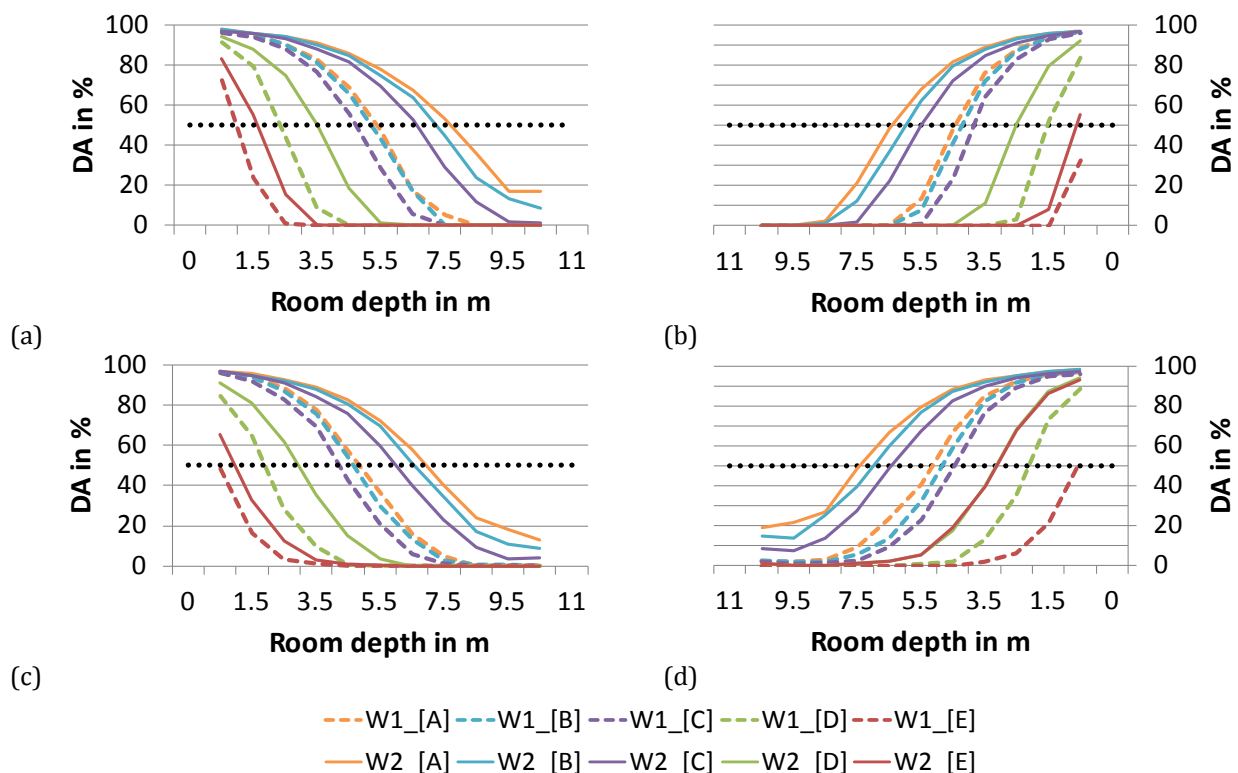 100
80
60
40
20
0
DA in %
0 1.5 3.5 5.5 7.5 9.5 11
Room depth in m
(a)
100
80
60
40
20
0
DA in %
11 9.5 7.5 5.5 3.5 1.5 0
Room depth in m
(b)
100
80
60
40
20
0
DA in %
0 1.5 3.5 5.5 7.5 9.5 11
Room depth in m
(c)
100
80
60
40
20
0
DA in %
11 9.5 7.5 5.5 3.5 1.5 0
Room depth in m
(d)
W1_[A] W1_[B] W1_[C] W1_[D] W1_[E]
W2_[A] W2_[B] W2_[C] W2_[D] W2_[E]